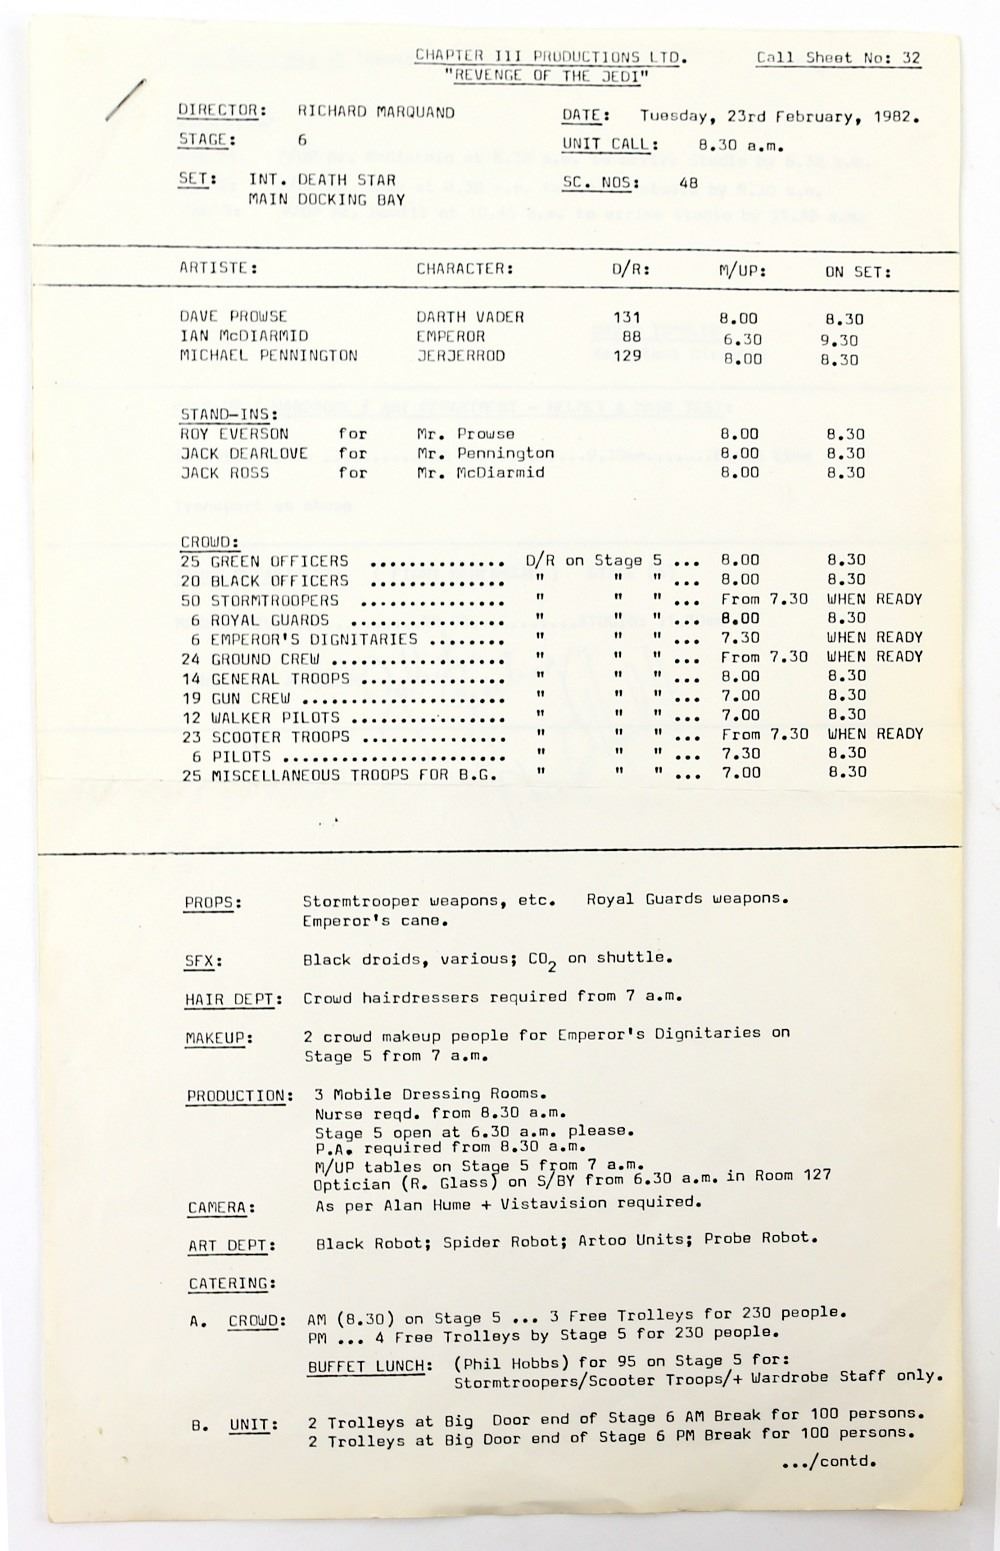 CHAPTER III PRODUCTIONS LTD. Call Sheet No: 32
"REVENGE OF THE JEDI"
DIRECTOR: RICHARD MARQUAND DATE: Tuesday, 23rd February, 1982.
STAGE: 6 UNIT CALL: 8.30 a.m.
SET: INT. DEATH STAR SC. NOS: 48
MAIN DOCKING BAY
ARTISTE: CHARACTER: D/R: M/UP: ON SET:
DAVE PROWSE DARTH VADER 131 8.00 8.30
IAN McDIARMID EMPEROR 88 6.30 9.30
MICHAEL PENNINGTON JERJERROD 129 8.00 8.30
STAND-INS:
ROY EVERSON for Mr. Prowse 8.00 8.30
JACK DEARLOVE for Mr. Pennington 8.00 8.30
JACK ROSS for Mr. McDiarmid 8.00 8.30
CROWD:
25 GREEN OFFICERS .............. D/R on Stage 5 ... 8.00 8.30
20 BLACK OFFICERS .............. " " " ... 8.00 8.30
50 STORMTROOPERS ............... " " " ... From 7.30 WHEN READY
6 ROYAL GUARDS ................ " " " ... 8.00 8.30
6 EMPEROR'S DIGNITARIES ........ " " " ... 7.30 WHEN READY
24 GROUND CREW .................. " " " ... From 7.30 WHEN READY
14 GENERAL TROOPS ................ " " " ... 8.00 8.30
19 GUN CREW ..................... " " " ... 7.00 8.30
12 WALKER PILOTS ................ " " " ... 7.00 8.30
23 SCOOTER TROOPS ............... " " " ... From 7.30 WHEN READY
6 PILOTS ....................... " " " ... 7.30 8.30
25 MISCELLANEOUS TROOPS FOR B.G. " " " ... 7.00 8.30
PROPS: Stormtrooper weapons, etc. Royal Guards weapons.
Emperor's cane.
SFX: Black droids, various; CO2 on shuttle.
HAIR DEPT: Crowd hairdressers required from 7 a.m.
MAKEUP: 2 crowd makeup people for Emperor's Dignitaries on
Stage 5 from 7 a.m.
PRODUCTION: 3 Mobile Dressing Rooms.
Nurse reqd. from 8.30 a.m.
Stage 5 open at 6.30 a.m. please.
P.A. required from 8.30 a.m.
M/UP tables on Stage 5 from 7 a.m.
Optician (R. Glass) on S/BY from 6.30 a.m. in Room 127
CAMERA: As per Alan Hume + Vistavision required.
ART DEPT: Black Robot; Spider Robot; Artoo Units; Probe Robot.
CATERING:
A. CROWD: AM (8.30) on Stage 5 ... 3 Free Trolleys for 230 people.
PM ... 4 Free Trolleys by Stage 5 for 230 people.
BUFFET LUNCH: (Phil Hobbs) for 95 on Stage 5 for:
Stormtroopers/Scooter Troops/+ Wardrobe Staff only.
B. UNIT: 2 Trolleys at Big Door end of Stage 6 AM Break for 100 persons.
2 Trolleys at Big Door end of Stage 6 PM Break for 100 persons.
.../contd.